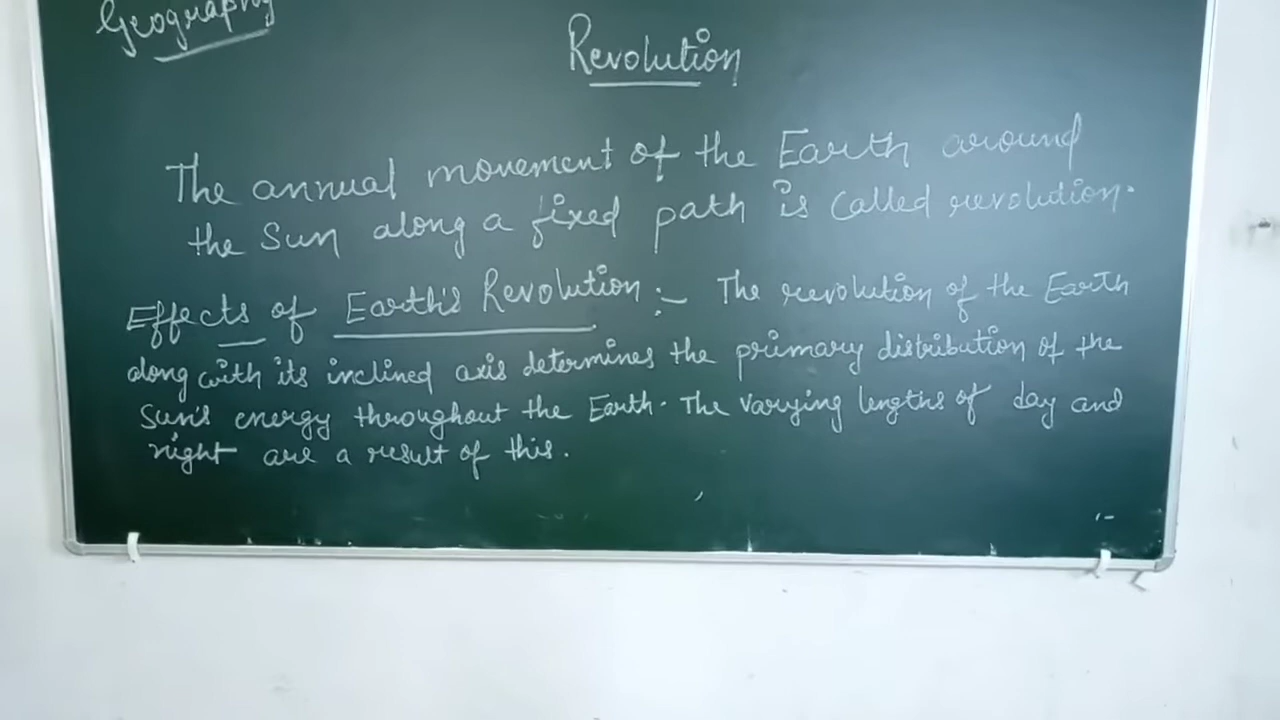 Geography
Revolution
The annual movement of the Earth around
the Sun along a fixed path is called revolution.
Effects of Earth's Revolution :- The revolution of the Earth
along with its inclined axis determines the primary distribution of the
Sun's energy throughout the Earth. The varying lengths of day and
night are a result of this.